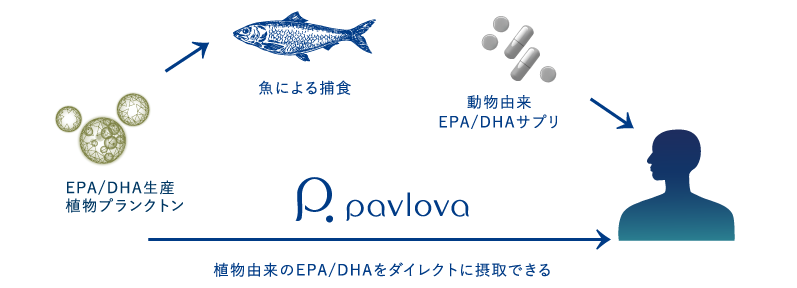 魚による捕食
動物由来
EPA/DHAサプリ
EPA/DHA生産
植物プランクトン
P. pavlova
植物由来のEPA/DHAをダイレクトに摂取できる